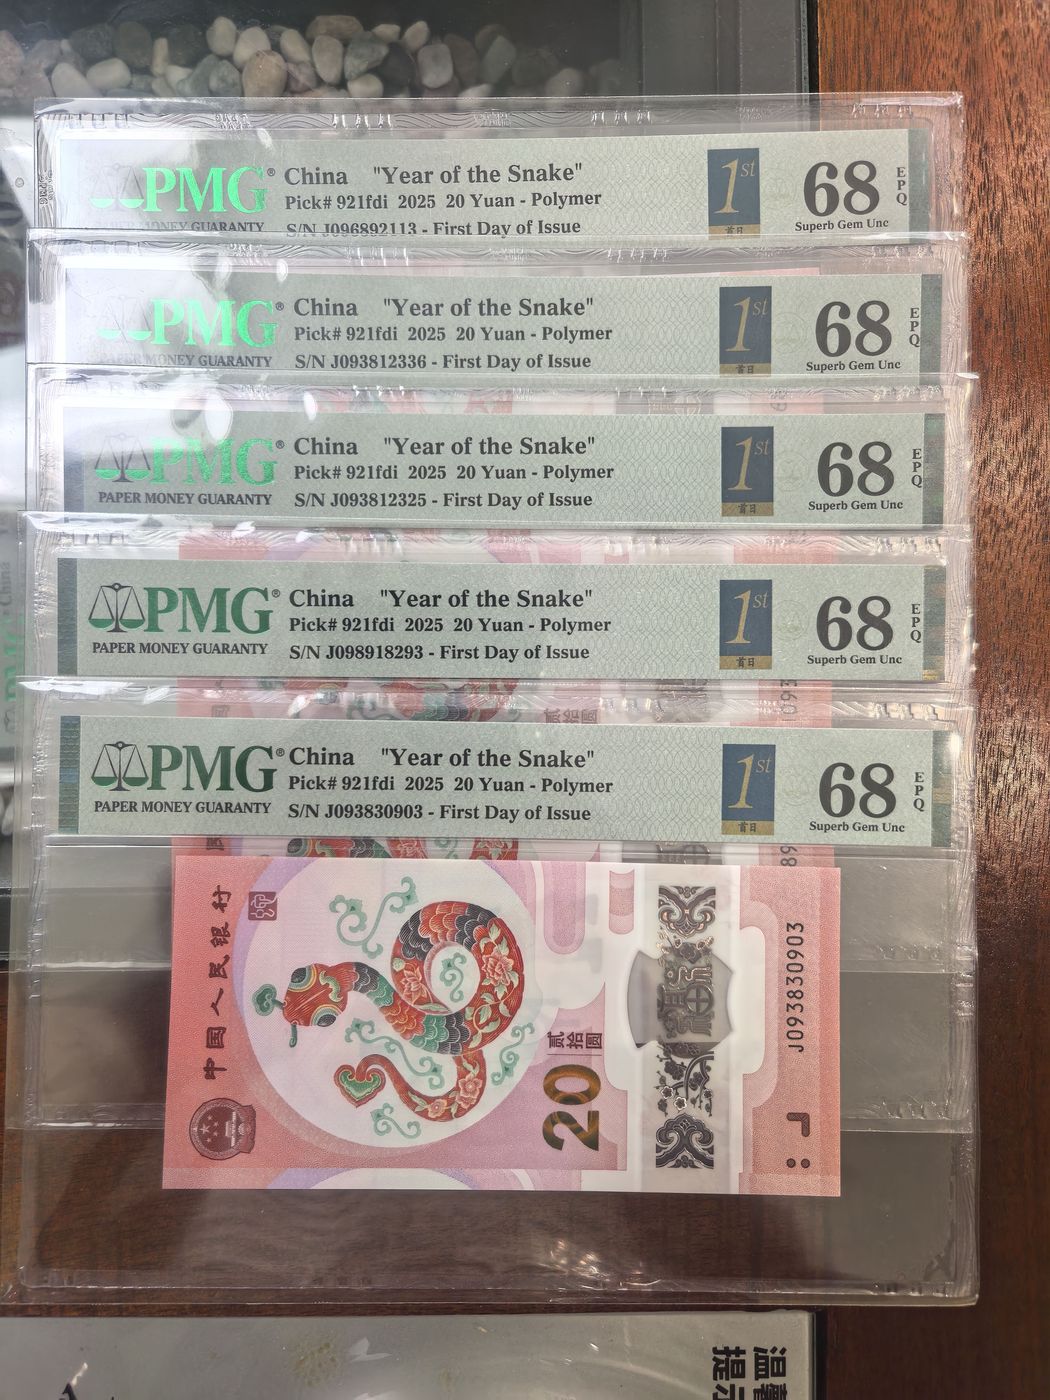 PMG®
PAPER MONEY GUARANTY
China "Year of the Snake"
Pick# 921fdi 2025 20 Yuan - Polymer
S/N J096892113 - First Day of Issue
1st
首日
68
EPQ
Superb Gem Unc
PMG®
PAPER MONEY GUARANTY
China "Year of the Snake"
Pick# 921fdi 2025 20 Yuan - Polymer
S/N J093812336 - First Day of Issue
1st
首日
68
EPQ
Superb Gem Unc
PMG®
PAPER MONEY GUARANTY
China "Year of the Snake"
Pick# 921fdi 2025 20 Yuan - Polymer
S/N J093812325 - First Day of Issue
1st
首日
68
EPQ
Superb Gem Unc
PMG®
PAPER MONEY GUARANTY
China "Year of the Snake"
Pick# 921fdi 2025 20 Yuan - Polymer
S/N J098918293 - First Day of Issue
1st
首日
68
EPQ
Superb Gem Unc
PMG®
PAPER MONEY GUARANTY
China "Year of the Snake"
Pick# 921fdi 2025 20 Yuan - Polymer
S/N J093830903 - First Day of Issue
1st
首日
68
EPQ
Superb Gem Unc
中国人民银行
20
贰拾圆
J093830903
温馨
提示